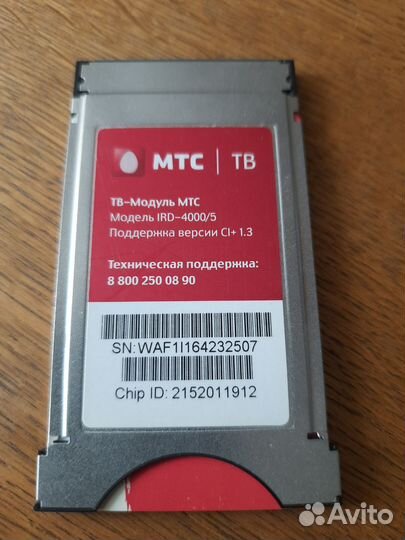 МТС | ТВ
ТВ-Модуль МТС
Модель IRD-4000/5
Поддержка версии CI+ 1.3
Техническая поддержка:
8 800 250 08 90
SN:WAF1I164232507
Chip ID: 2152011912
Avito